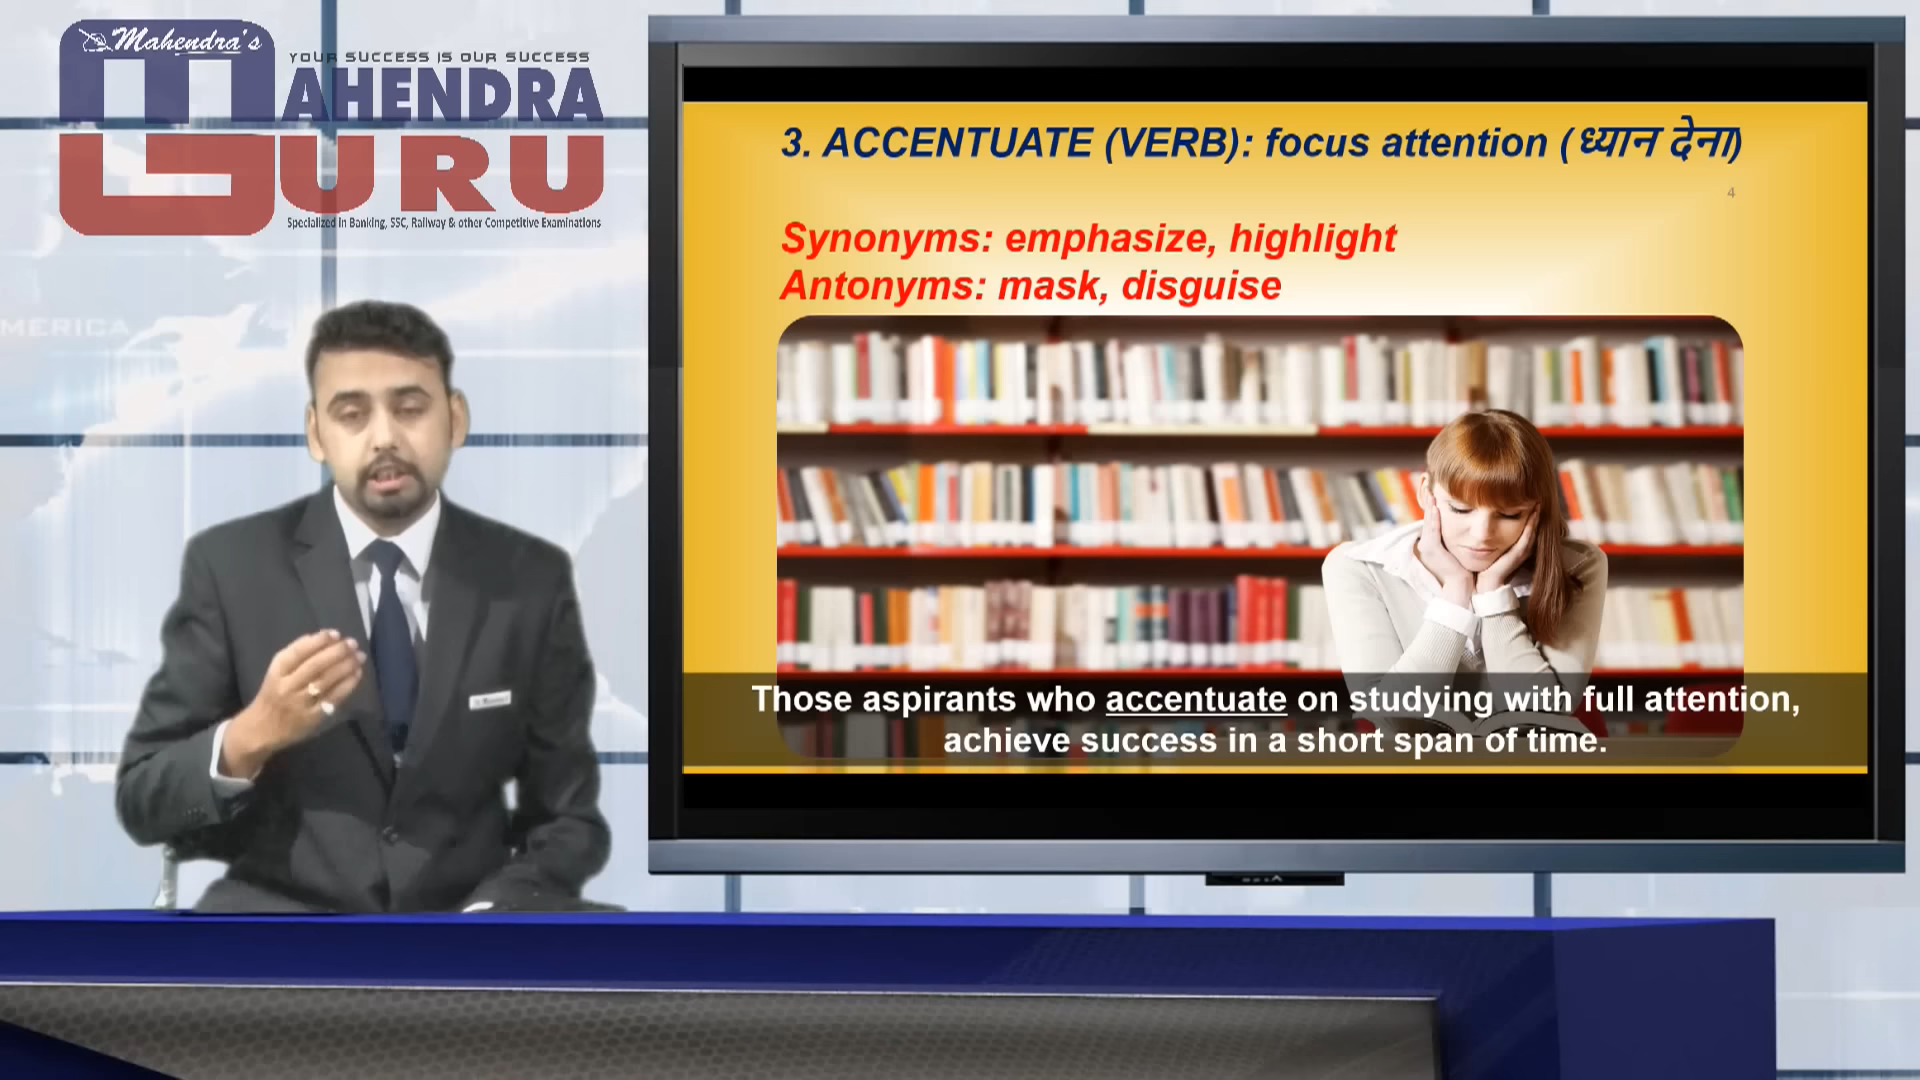 Mahendra's
YOUR SUCCESS IS OUR SUCCESS
MAHENDRA
GURU
Specialized in Banking, SSC, Railway & other Competitive Examinations
MERICA
3. ACCENTUATE (VERB): focus attention (ध्यान देना)
4
Synonyms: emphasize, highlight
Antonyms: mask, disguise
Those aspirants who accentuate on studying with full attention,
achieve success in a short span of time.